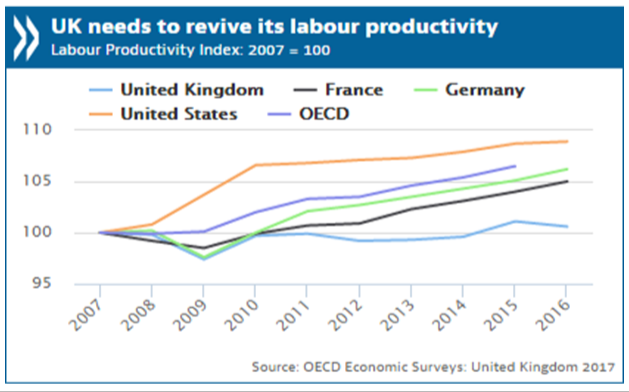 UK needs to revive its labour productivity
Labour Productivity Index: 2007 = 100
United Kingdom France Germany
United States OECD
110
105
100
95
2007 2008 2009 2010 2011 2012 2013 2014 2015 2016
Source: OECD Economic Surveys: United Kingdom 2017